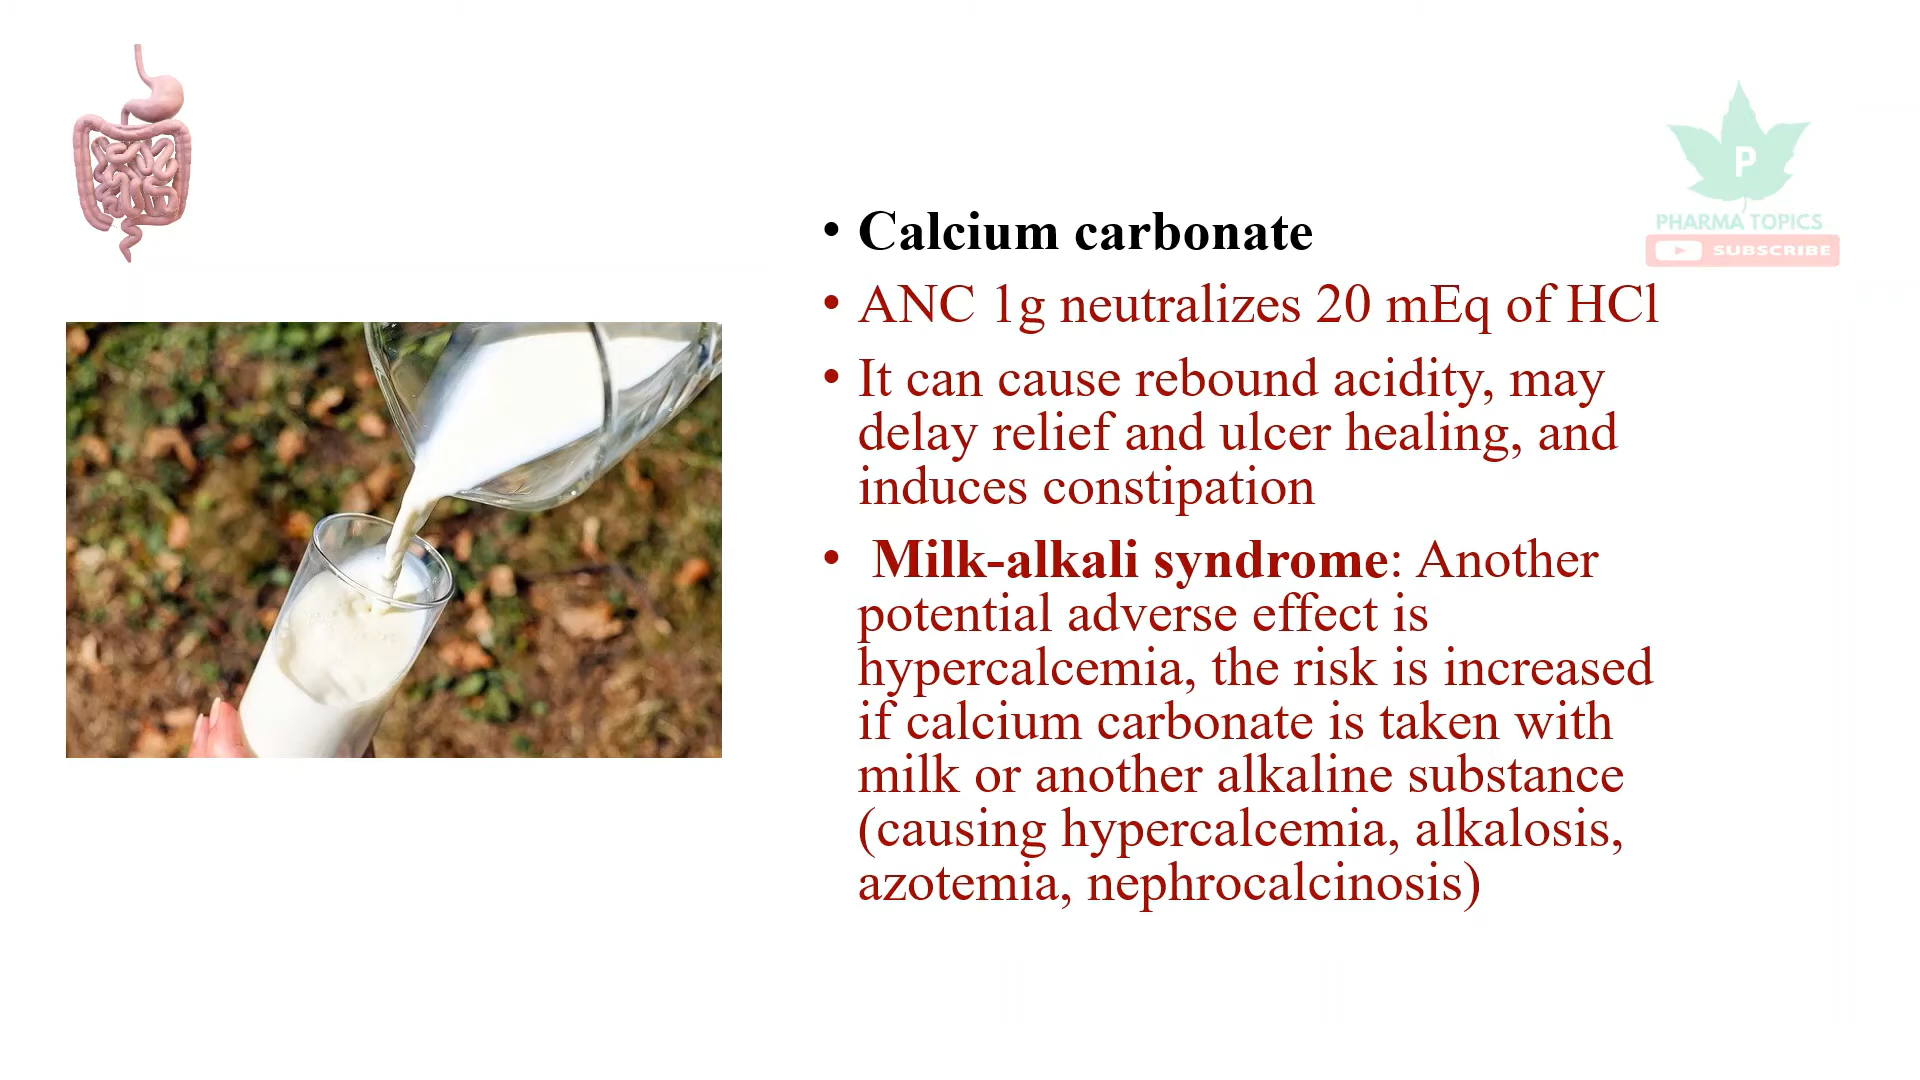 P
PHARMA TOPICS
SUBSCRIBE
• Calcium carbonate
• ANC 1g neutralizes 20 mEq of HCl
• It can cause rebound acidity, may
delay relief and ulcer healing, and
induces constipation
• Milk-alkali syndrome: Another
potential adverse effect is
hypercalcemia, the risk is increased
if calcium carbonate is taken with
milk or another alkaline substance
(causing hypercalcemia, alkalosis,
azotemia, nephrocalcinosis)